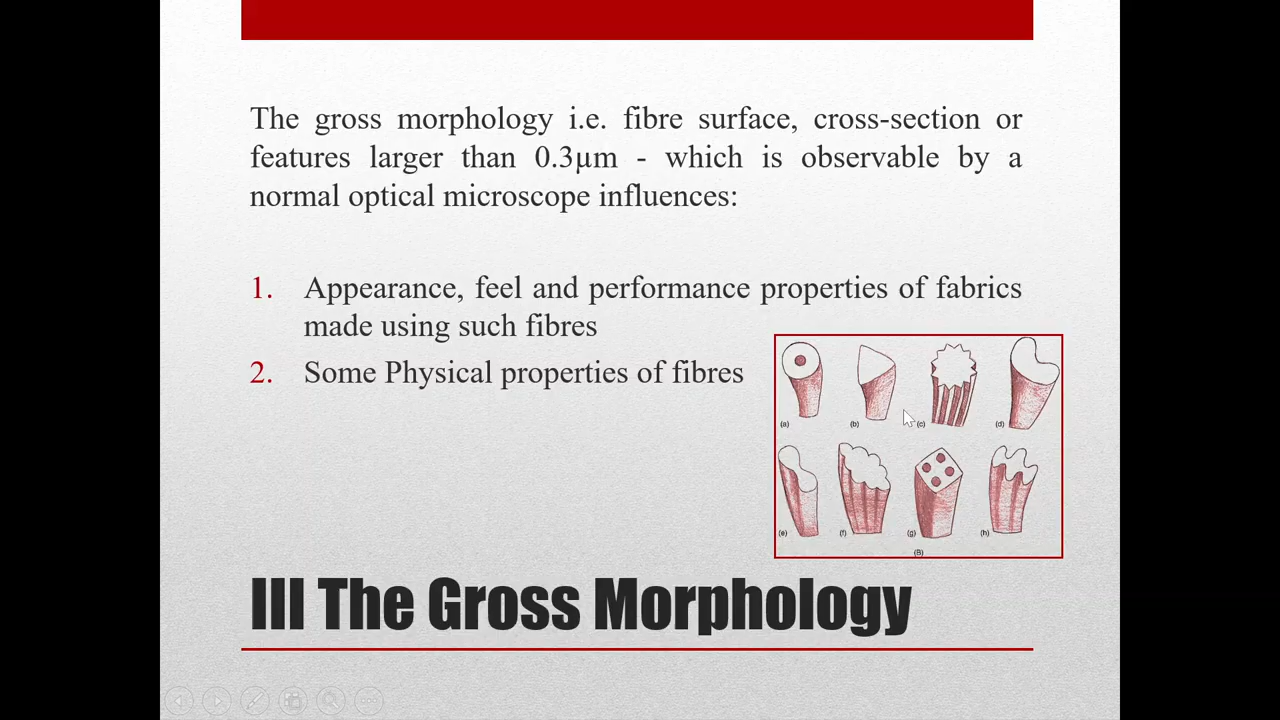 The gross morphology i.e. fibre surface, cross-section or
features larger than 0.3µm - which is observable by a
normal optical microscope influences:
1. Appearance, feel and performance properties of fabrics
made using such fibres
2. Some Physical properties of fibres
(a) (b) (c) (d)
(e) (f) (g) (h)
(B)
III The Gross Morphology